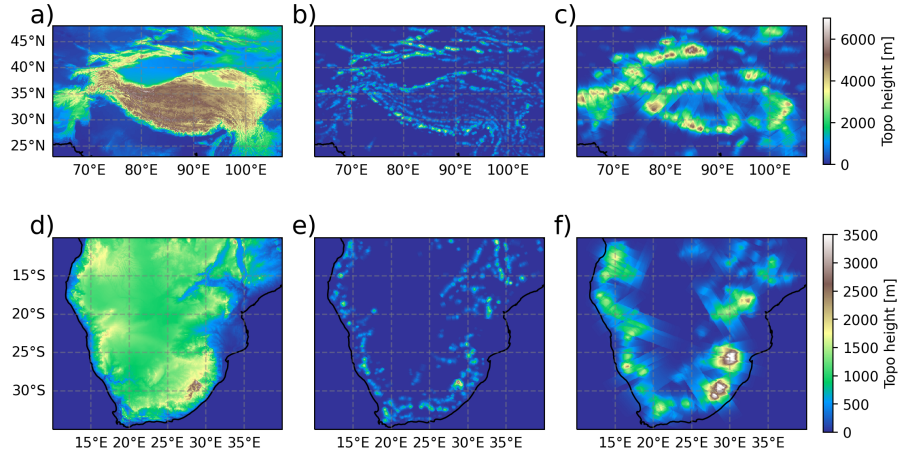 a)
b)
c)
45°N
40°N
35°N
30°N
25°N
70°E 80°E 90°E 100°E
70°E 80°E 90°E 100°E
70°E 80°E 90°E 100°E
6000
4000
2000
0
Topo height [m]
d)
e)
f)
15°S
20°S
25°S
30°S
15°E 20°E 25°E 30°E 35°E
15°E 20°E 25°E 30°E 35°E
15°E 20°E 25°E 30°E 35°E
3500
3000
2500
2000
1500
1000
500
0
Topo height [m]